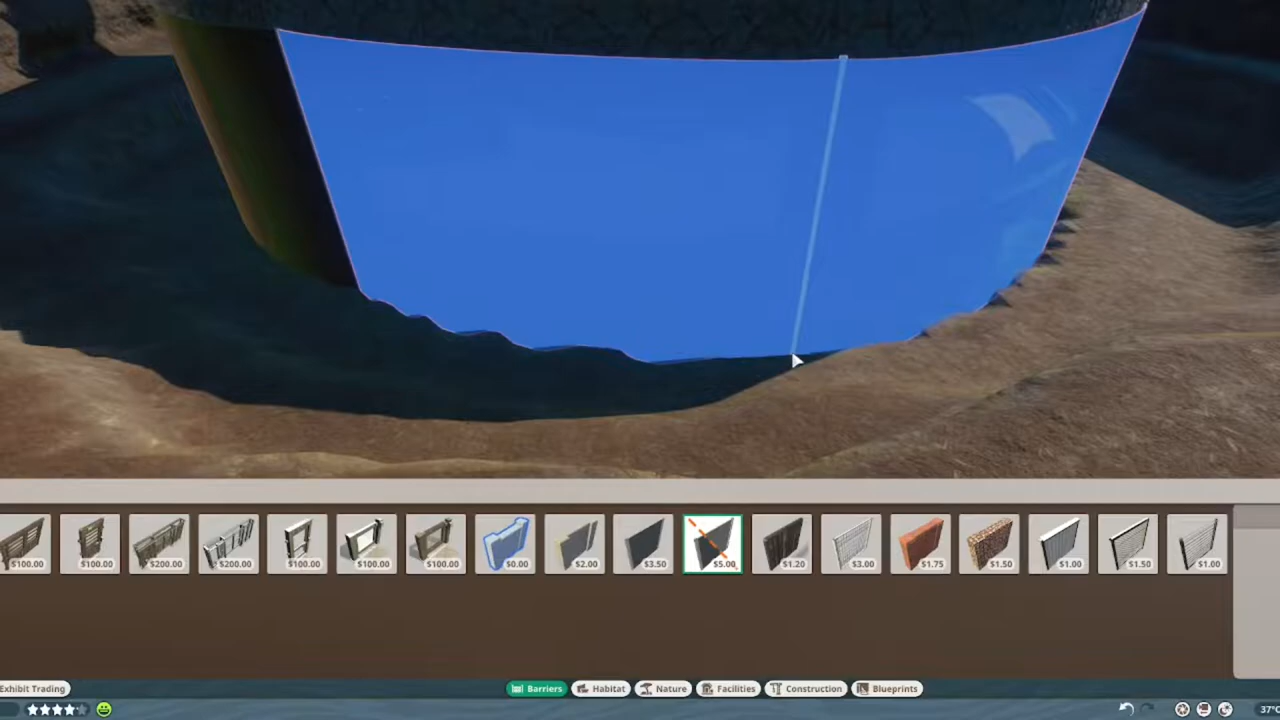 $100.00 $100.00 $200.00 $200.00 $100.00 $100.00 $100.00 $0.00 $2.00 $3.50 $5.00 $1.20 $3.00 $1.75 $1.50 $1.00 $1.50 $1.00
Exhibit Trading Barriers Habitat Nature Facilities Construction Blueprints
37°C